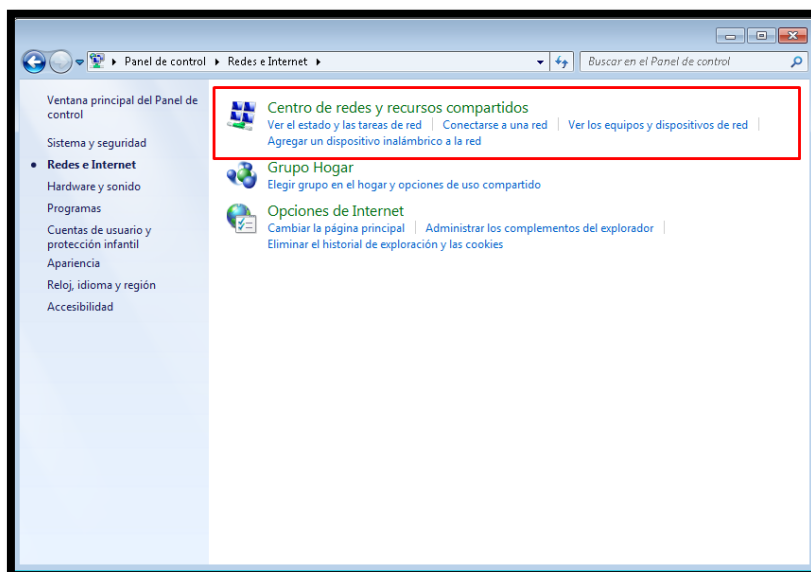 Panel de control ▸ Redes e Internet ▸
Buscar en el Panel de control
Ventana principal del Panel de
control
Sistema y seguridad
Redes e Internet
Hardware y sonido
Programas
Cuentas de usuario y
protección infantil
Apariencia
Reloj, idioma y región
Accesibilidad
Centro de redes y recursos compartidos
Ver el estado y las tareas de red | Conectarse a una red | Ver los equipos y dispositivos de red |
Agregar un dispositivo inalámbrico a la red
Grupo Hogar
Elegir grupo en el hogar y opciones de uso compartido
Opciones de Internet
Cambiar la página principal | Administrar los complementos del explorador |
Eliminar el historial de exploración y las cookies